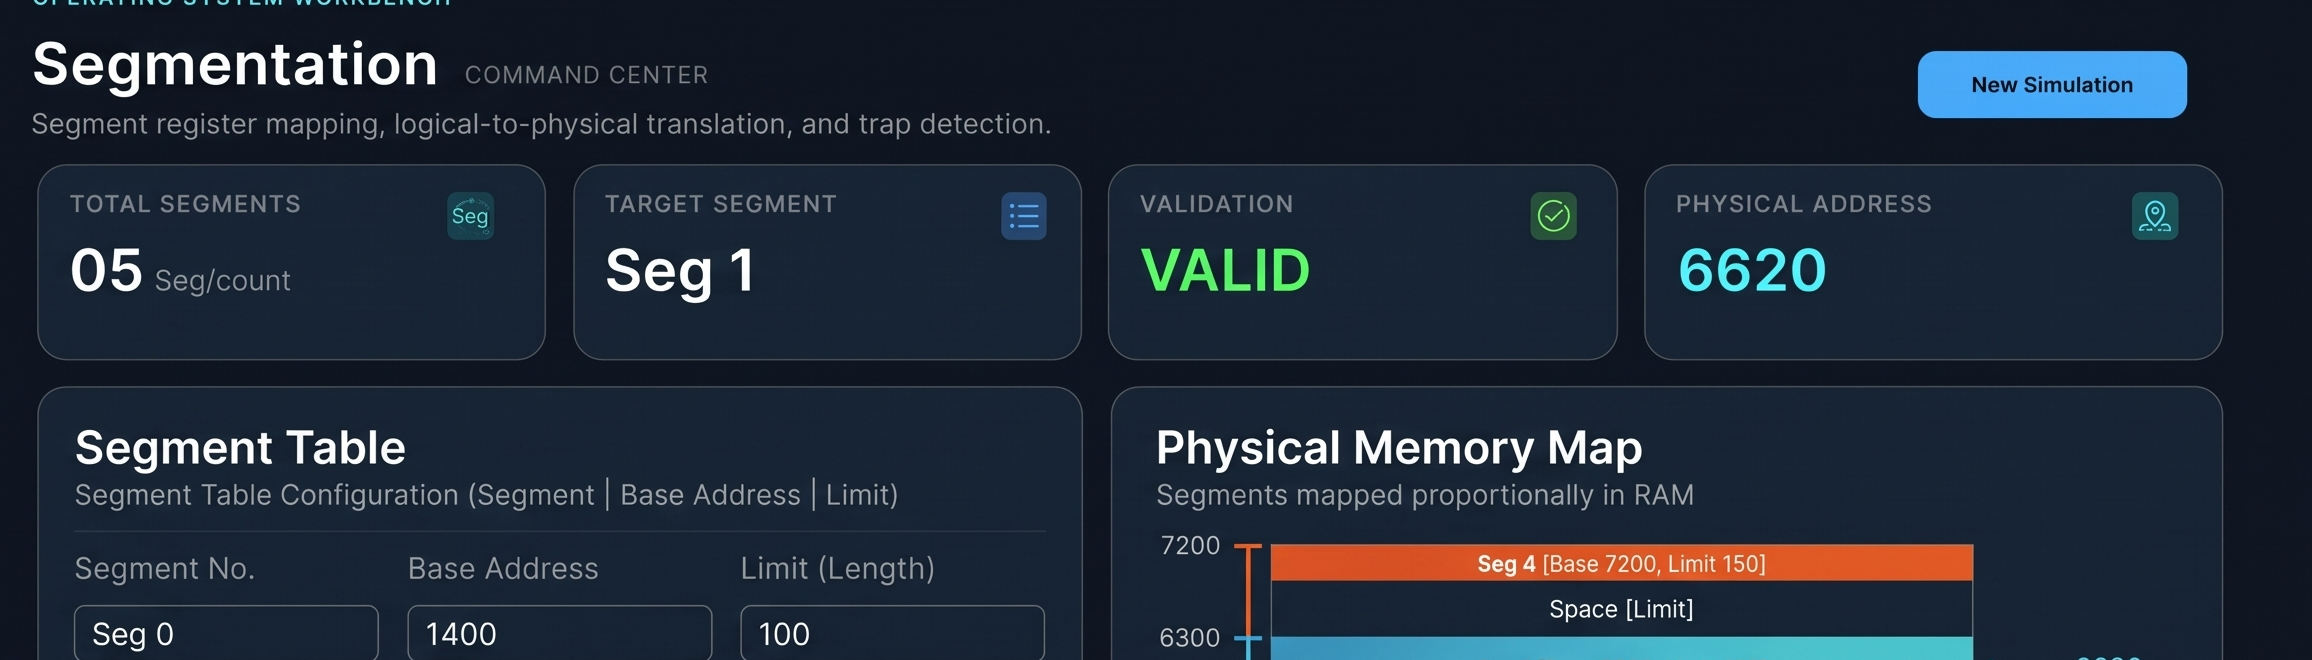 OPERATING SYSTEM WORKBENCH
Segmentation COMMAND CENTER
New Simulation
Segment register mapping, logical-to-physical translation, and trap detection.
TOTAL SEGMENTS
Seg
05 Seg/count
TARGET SEGMENT
Seg 1
VALIDATION
VALID
PHYSICAL ADDRESS
6620
Segment Table
Segment Table Configuration (Segment | Base Address | Limit)
Segment No.
Base Address
Limit (Length)
Seg 0
1400
100
Physical Memory Map
Segments mapped proportionally in RAM
7200
Seg 4 [Base 7200, Limit 150]
Space [Limit]
6300